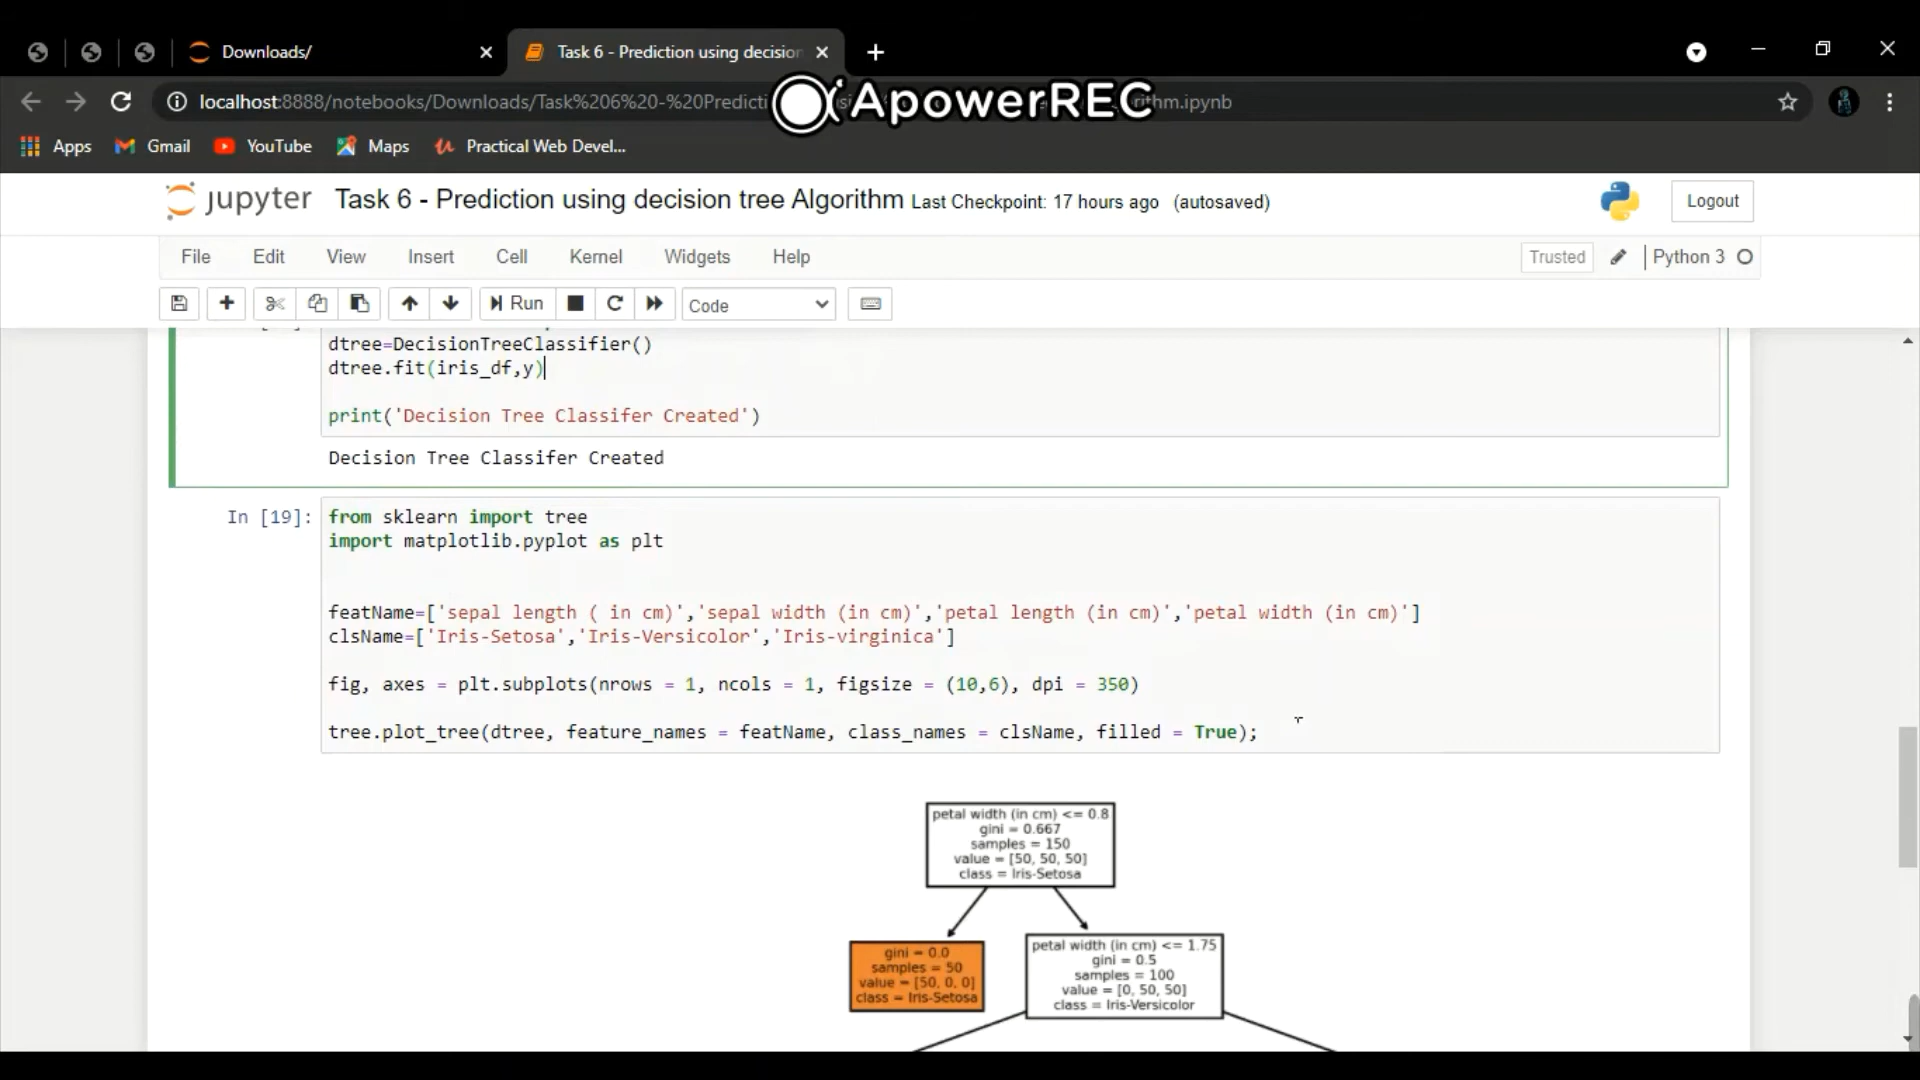 Downloads/
Task 6 - Prediction using decision
localhost:8888/notebooks/Downloads/Task%206%20-%20Predicti
rithm.ipynb
ApowerREC
Apps
Gmail
YouTube
Maps
Practical Web Devel...
jupyter
Task 6 - Prediction using decision tree Algorithm Last Checkpoint: 17 hours ago (autosaved)
Logout
File Edit View Insert Cell Kernel Widgets Help
Trusted
Python 3
Run
Code
dtree=DecisionTreeClassifier()
dtree.fit(iris_df,y)
print('Decision Tree Classifer Created')
Decision Tree Classifer Created
In [19]:
from sklearn import tree
import matplotlib.pyplot as plt
featName=['sepal length ( in cm)','sepal width (in cm)','petal length (in cm)','petal width (in cm)']
clsName=['Iris-Setosa','Iris-Versicolor','Iris-virginica']
fig, axes = plt.subplots(nrows = 1, ncols = 1, figsize = (10,6), dpi = 350)
tree.plot_tree(dtree, feature_names = featName, class_names = clsName, filled = True);
petal width (in cm) <= 0.8
gini = 0.667
samples = 150
value = [50, 50, 50]
class = Iris-Setosa
gini = 0.0
samples = 50
value = [50, 0, 0]
class = Iris-Setosa
petal width (in cm) <= 1.75
gini = 0.5
samples = 100
value = [0, 50, 50]
class = Iris-Versicolor